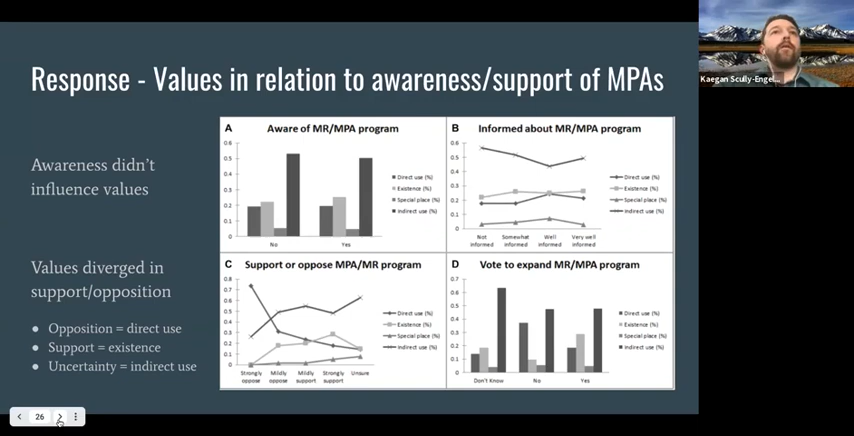 Response - Values in relation to awareness/support of MPAs
Awareness didn't
influence values
Values diverged in
support/opposition
● Opposition = direct use
● Support = existence
● Uncertainty = indirect use
A
Aware of MR/MPA program
0.6
0.5
0.4
0.3
0.2
0.1
0
No
Yes
Direct use (%)
Existence (%)
Special place (%)
Indirect use (%)
B
Informed about MR/MPA program
0.6
0.5
0.4
0.3
0.2
0.1
0
Not
informed
Somewhat
informed
Well
informed
Very well
informed
Direct use (%)
Existence (%)
Special place (%)
Indirect use (%)
C
Support or oppose MPA/MR program
0.8
0.7
0.6
0.5
0.4
0.3
0.2
0.1
0
Strongly
oppose
Mildly
oppose
Mildly
support
Strongly
support
Unsure
Direct use (%)
Existence (%)
Special place (%)
Indirect use (%)
D
Vote to expand MR/MPA program
0.7
0.6
0.5
0.4
0.3
0.2
0.1
0
Don't Know
No
Yes
Direct use (%)
Existence (%)
Special place (%)
Indirect use (%)
Kaegan Scully-Engel...
26